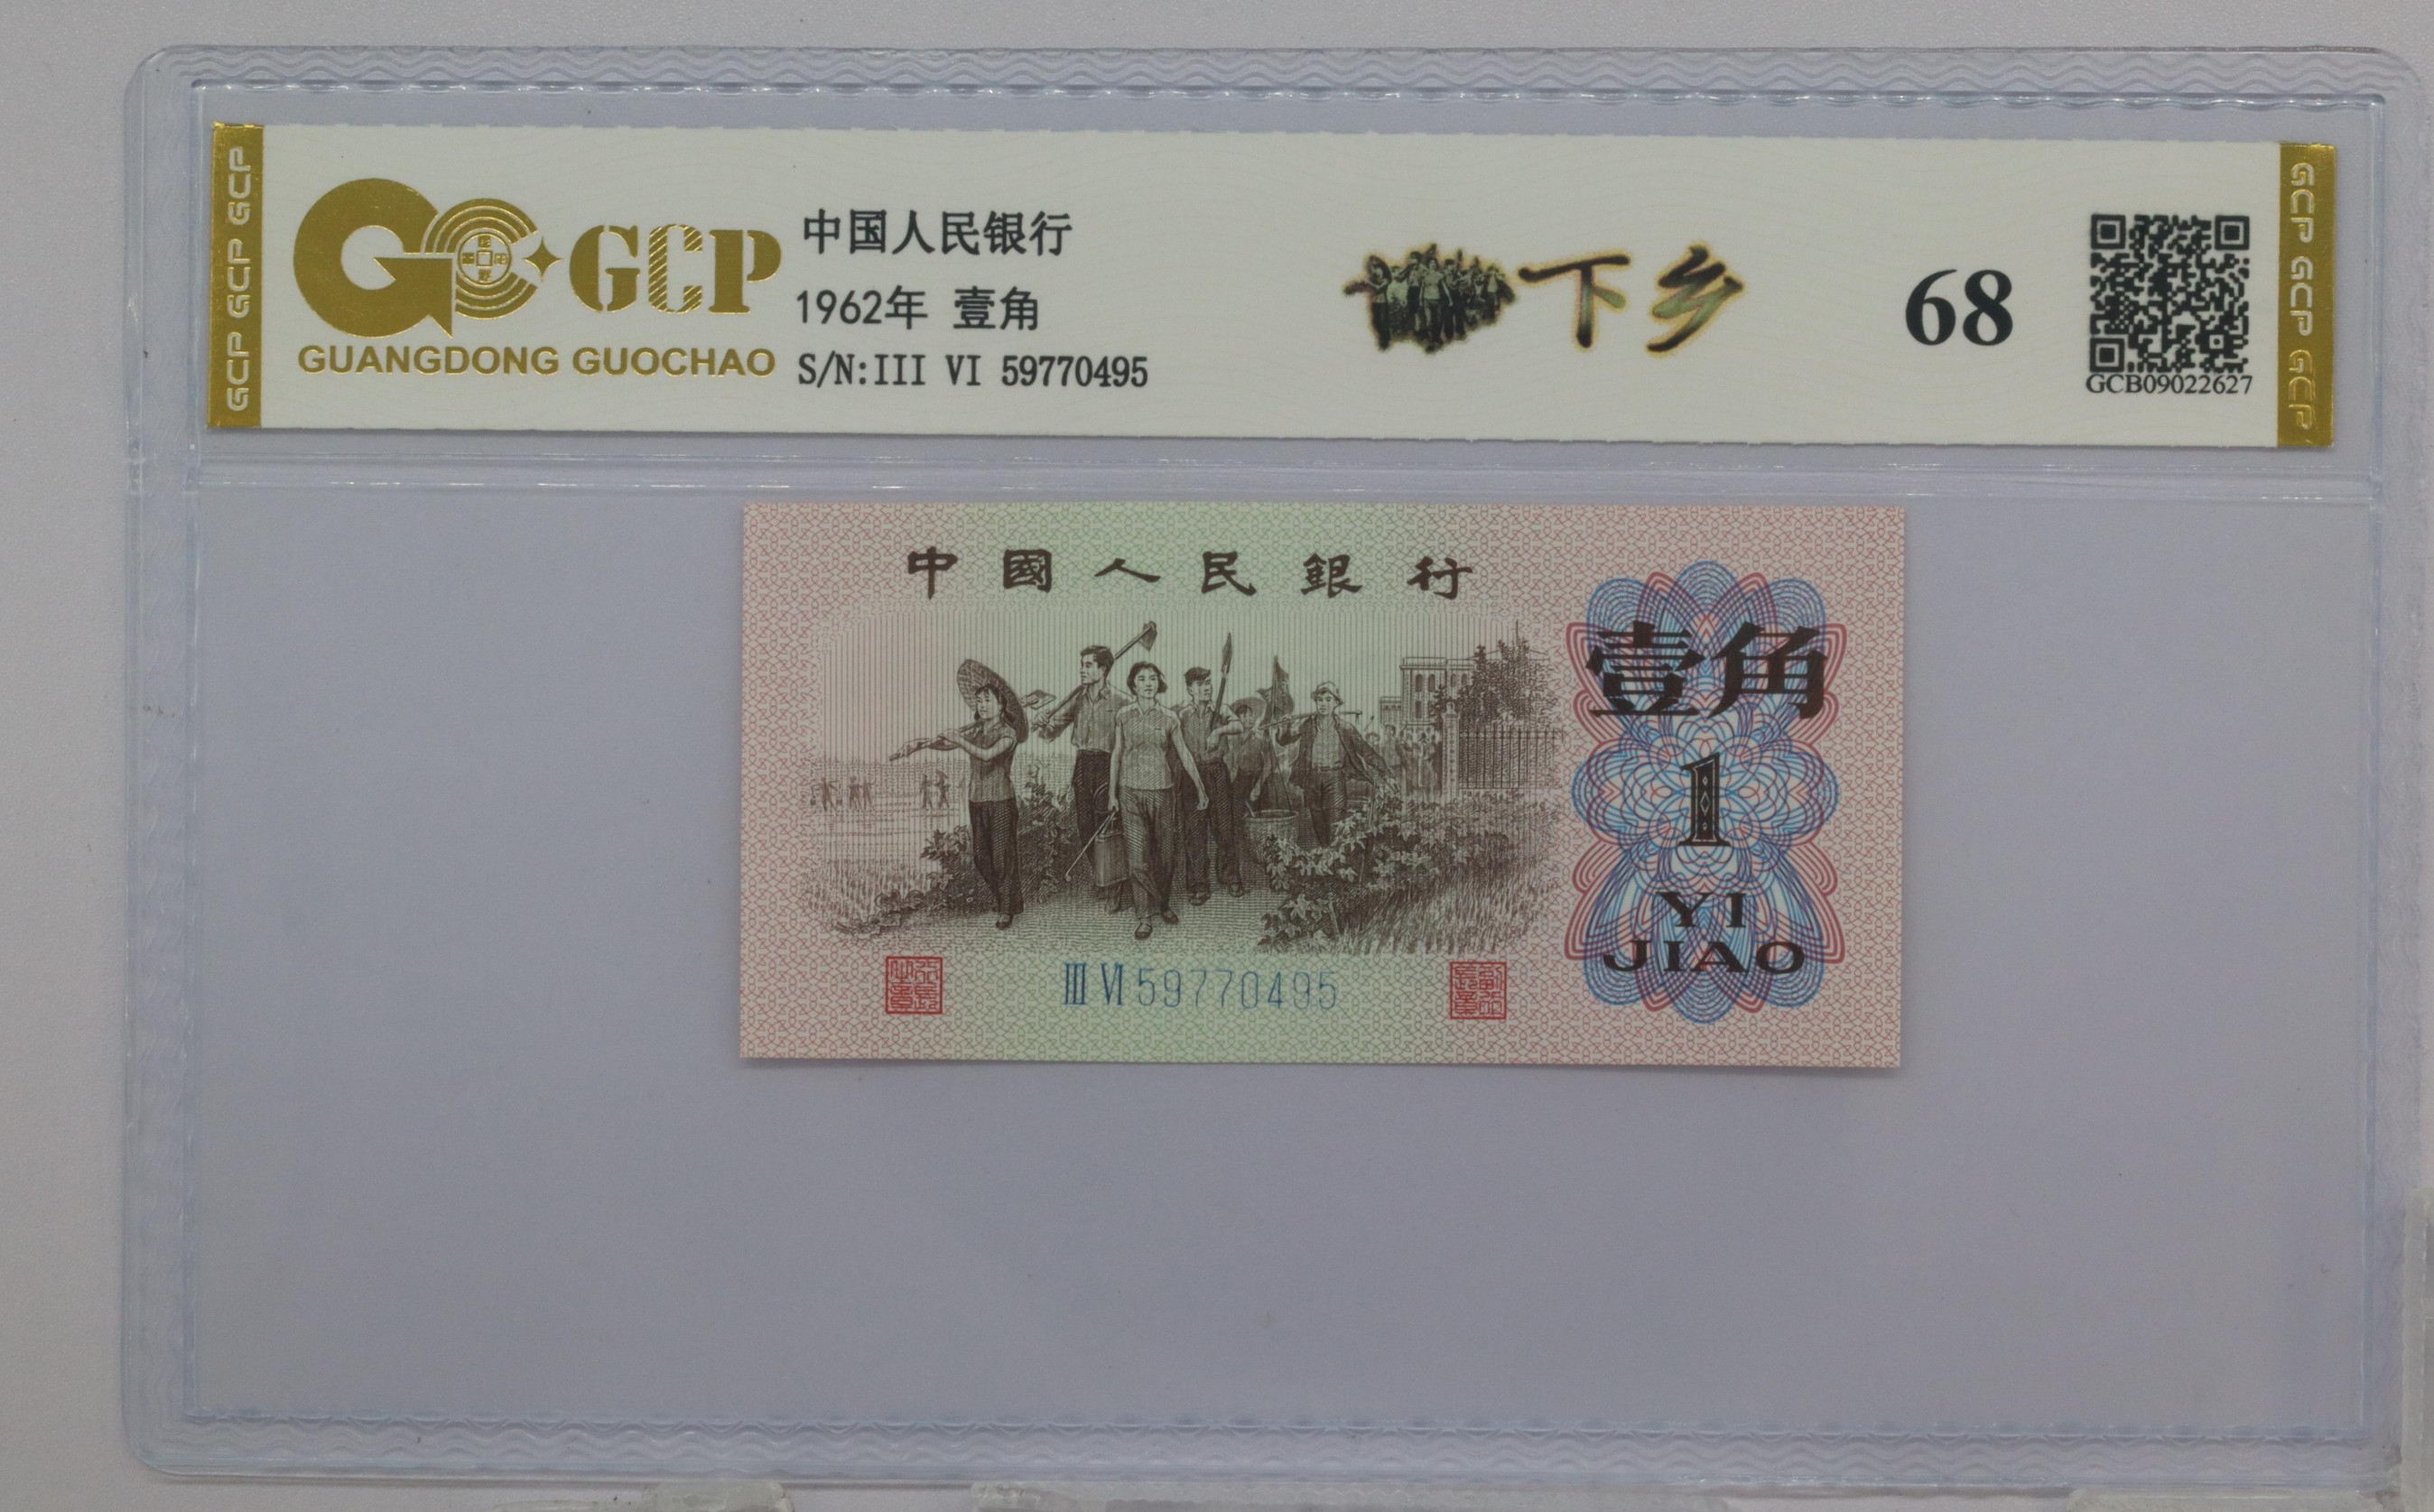 GCP GCP GCP
GCP
GUANGDONG GUOCHAO
中国人民银行
1962年 壹角
S/N:III VI 59770495
下乡
68
GCB09022627
GCP GCP GCP
中國人民銀行
壹角
1
YI
JIAO
III VI 59770495